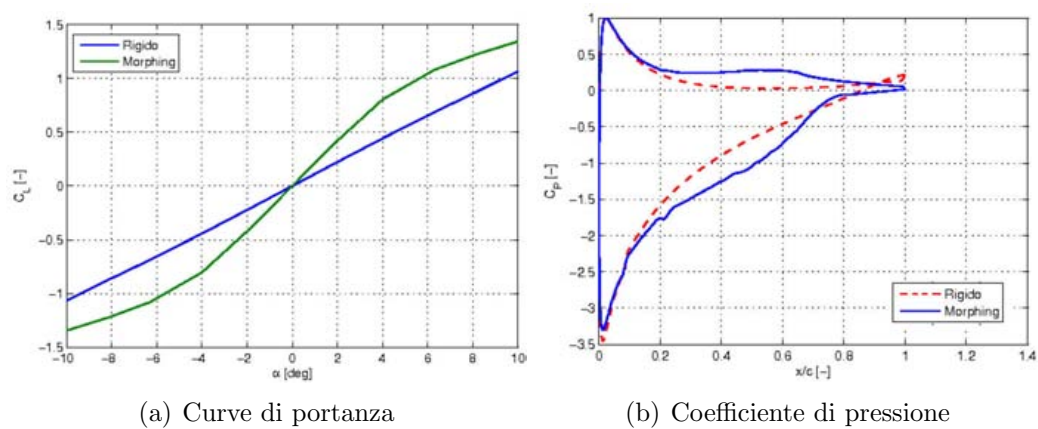 1.5
1
0.5
0
−0.5
−1
−1.5
C_L [−]
Rigido
Morphing
−10 −8 −6 −4 −2 0 2 4 6 8 10
α [deg]
(a) Curve di portanza
1
0.5
0
−0.5
−1
−1.5
−2
−2.5
−3
−3.5
C_P [−]
Rigido
Morphing
0 0.2 0.4 0.6 0.8 1 1.2 1.4
x/c [−]
(b) Coefficiente di pressione